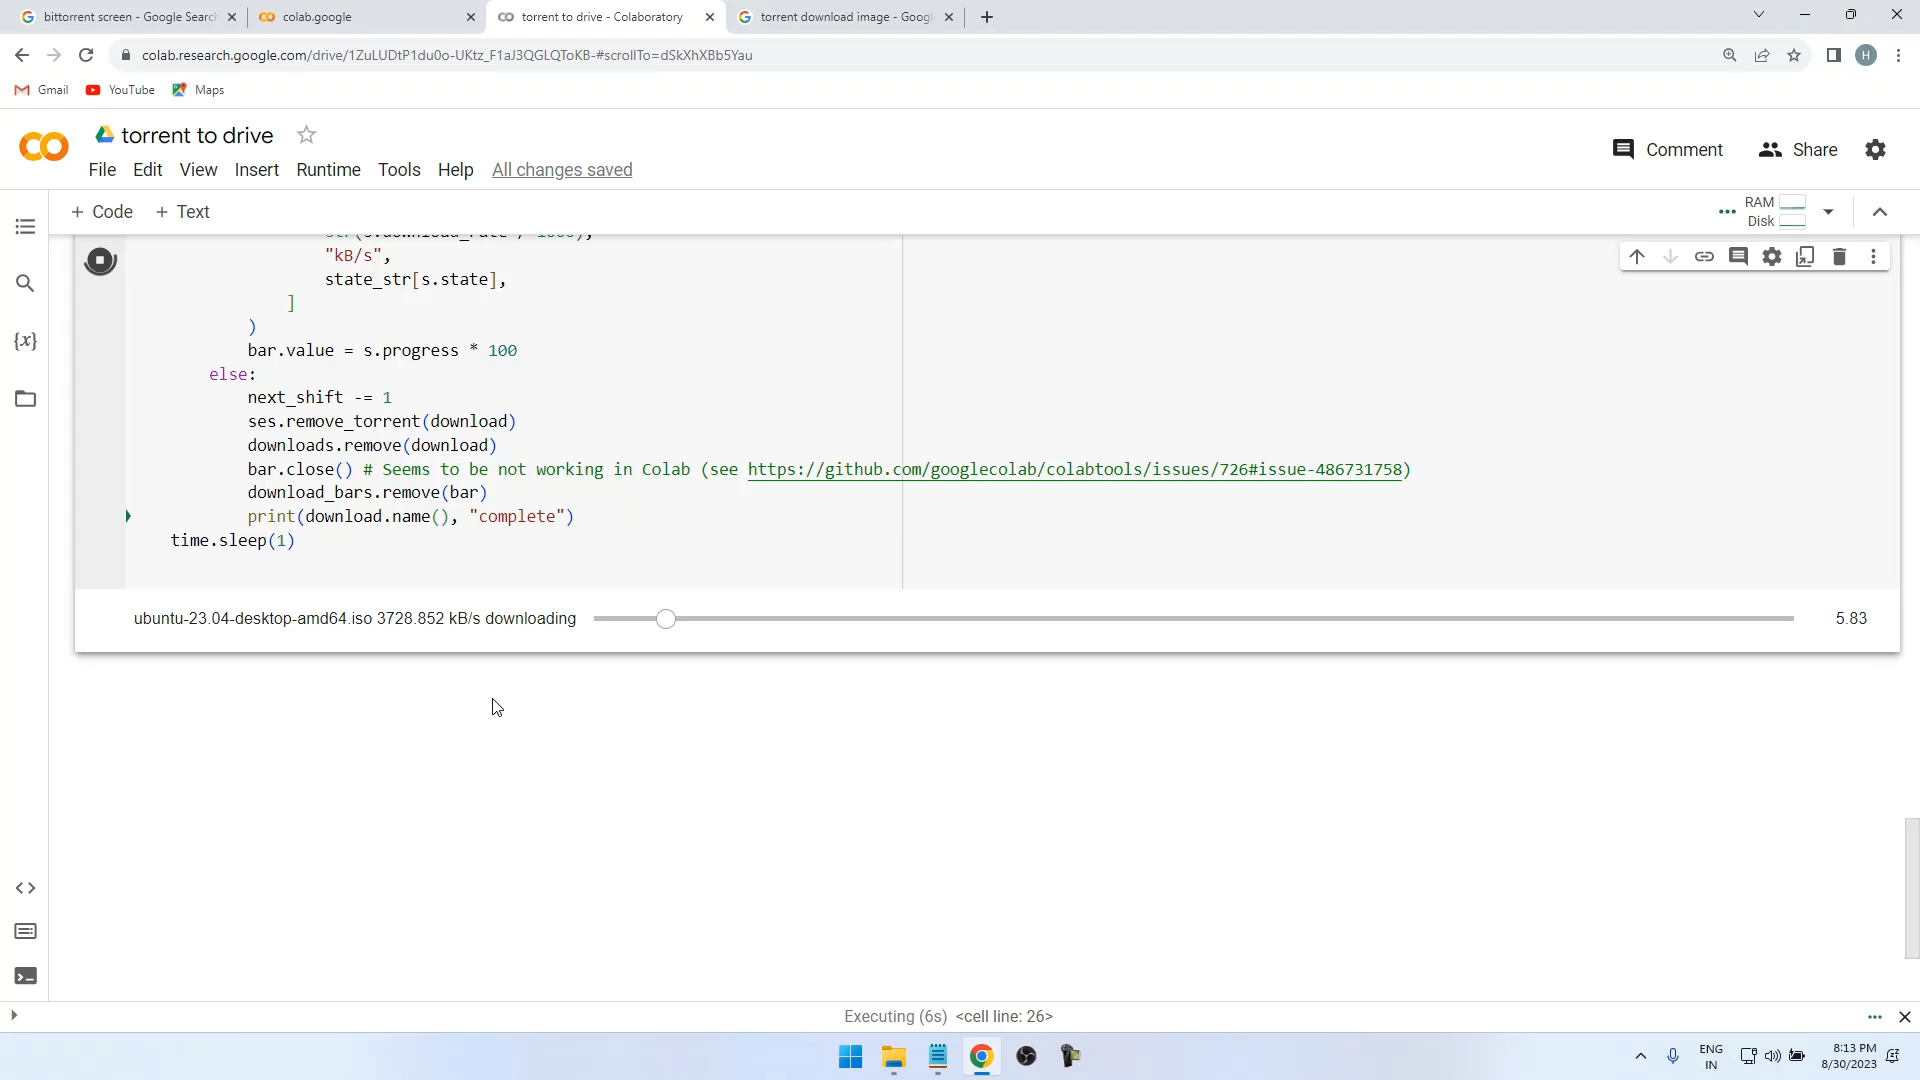 bittorrent screen - Google Searc
colab.google
torrent to drive - Colaboratory
torrent download image - Googl
colab.research.google.com/drive/1ZuLUDtP1du0o-UKtz_F1aJ3QGLQToKB-#scrollTo=dSkXhXBb5Yau
H
Gmail
YouTube
Maps
CO
torrent to drive
Comment
Share
File Edit View Insert Runtime Tools Help All changes saved
+ Code + Text
RAM
Disk
"kB/s",
state_str[s.state],
]
)
bar.value = s.progress * 100
else:
next_shift -= 1
ses.remove_torrent(download)
downloads.remove(download)
bar.close() # Seems to be not working in Colab (see https://github.com/googlecolab/colabtools/issues/726#issue-486731758)
download_bars.remove(bar)
print(download.name(), "complete")
time.sleep(1)
{x}
ubuntu-23.04-desktop-amd64.iso 3728.852 kB/s downloading
5.83
Executing (6s) <cell line: 26>
ENG
IN
8:13 PM
8/30/2023